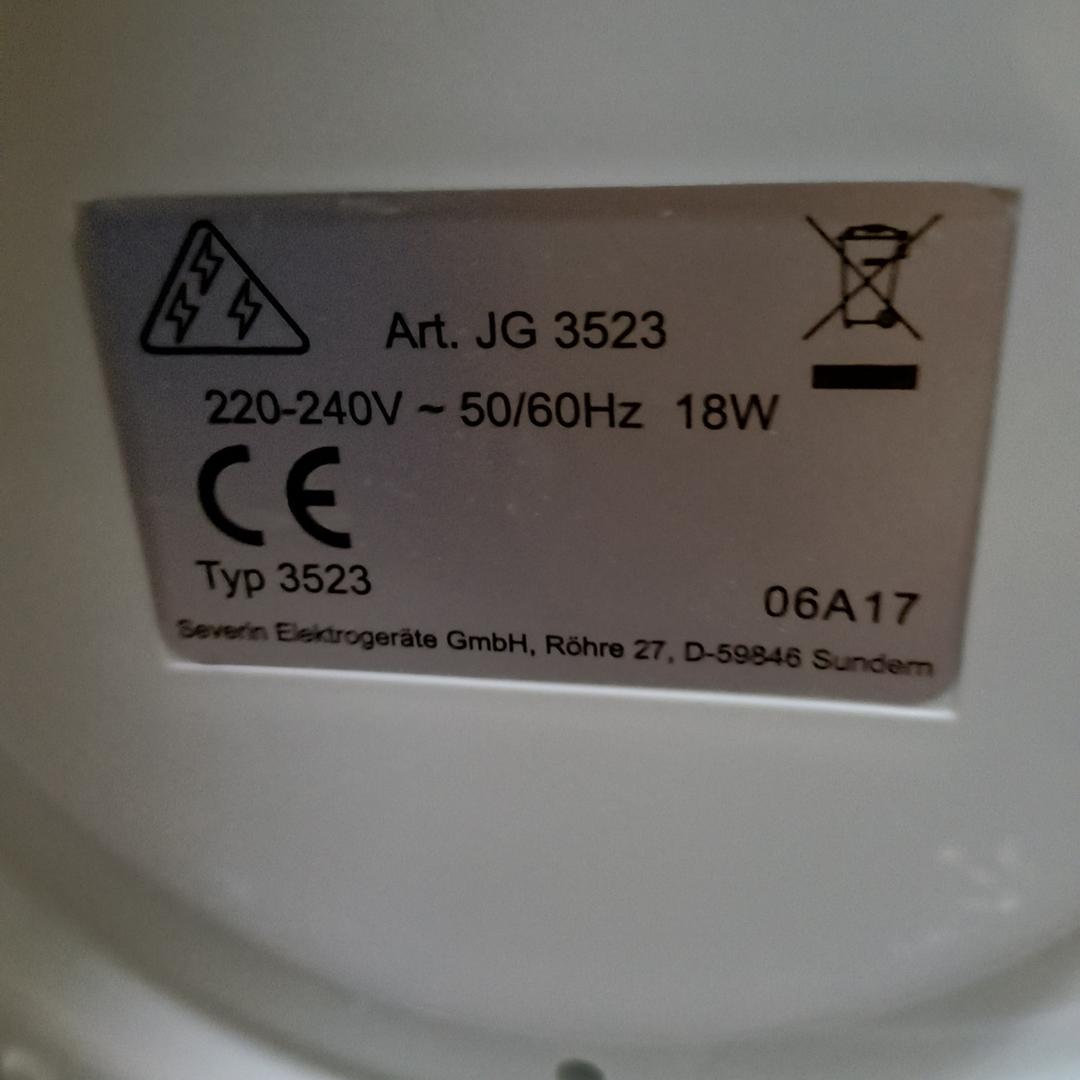 Art. JG 3523
220-240V ~ 50/60Hz 18W
CE
Typ 3523
06A17
Severin Elektrogeräte GmbH, Röhre 27, D-59846 Sundern